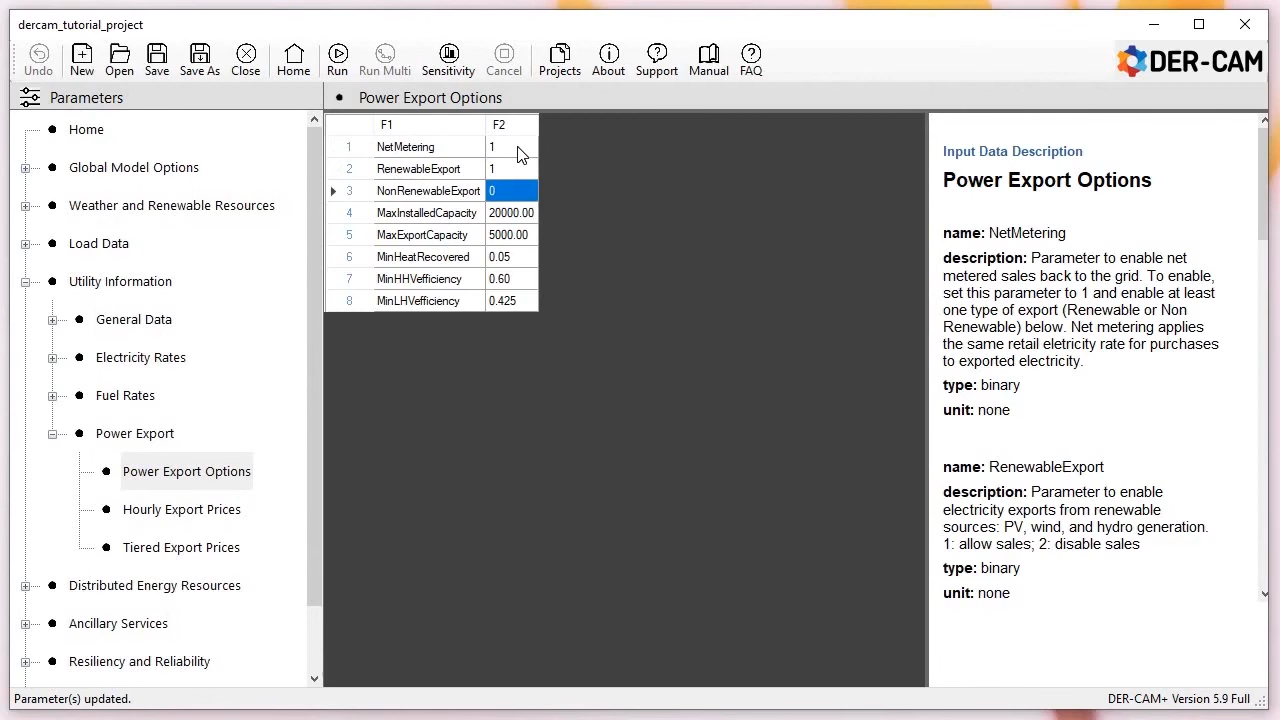 dercam_tutorial_project
Undo
New
Open
Save
Save As
Close
Home
Run
Run Multi
Sensitivity
Cancel
Projects
About
Support
Manual
FAQ
DER-CAM
Parameters
Power Export Options
Home
Global Model Options
Weather and Renewable Resources
Load Data
Utility Information
General Data
Electricity Rates
Fuel Rates
Power Export
Power Export Options
Hourly Export Prices
Tiered Export Prices
Distributed Energy Resources
Ancillary Services
Resiliency and Reliability
F1 F2
1 NetMetering 1
2 RenewableExport 1
3 NonRenewableExport 0
4 MaxInstalledCapacity 20000.00
5 MaxExportCapacity 5000.00
6 MinHeatRecovered 0.05
7 MinHHVefficiency 0.60
8 MinLHVefficiency 0.425
Input Data Description
Power Export Options
name: NetMetering
description: Parameter to enable net
metered sales back to the grid. To enable,
set this parameter to 1 and enable at least
one type of export (Renewable or Non
Renewable) below. Net metering applies
the same retail eletricity rate for purchases
to exported electricity.
type: binary
unit: none
name: RenewableExport
description: Parameter to enable
electricity exports from renewable
sources: PV, wind, and hydro generation.
1: allow sales; 2: disable sales
type: binary
unit: none
Parameter(s) updated.
DER-CAM+ Version 5.9 Full